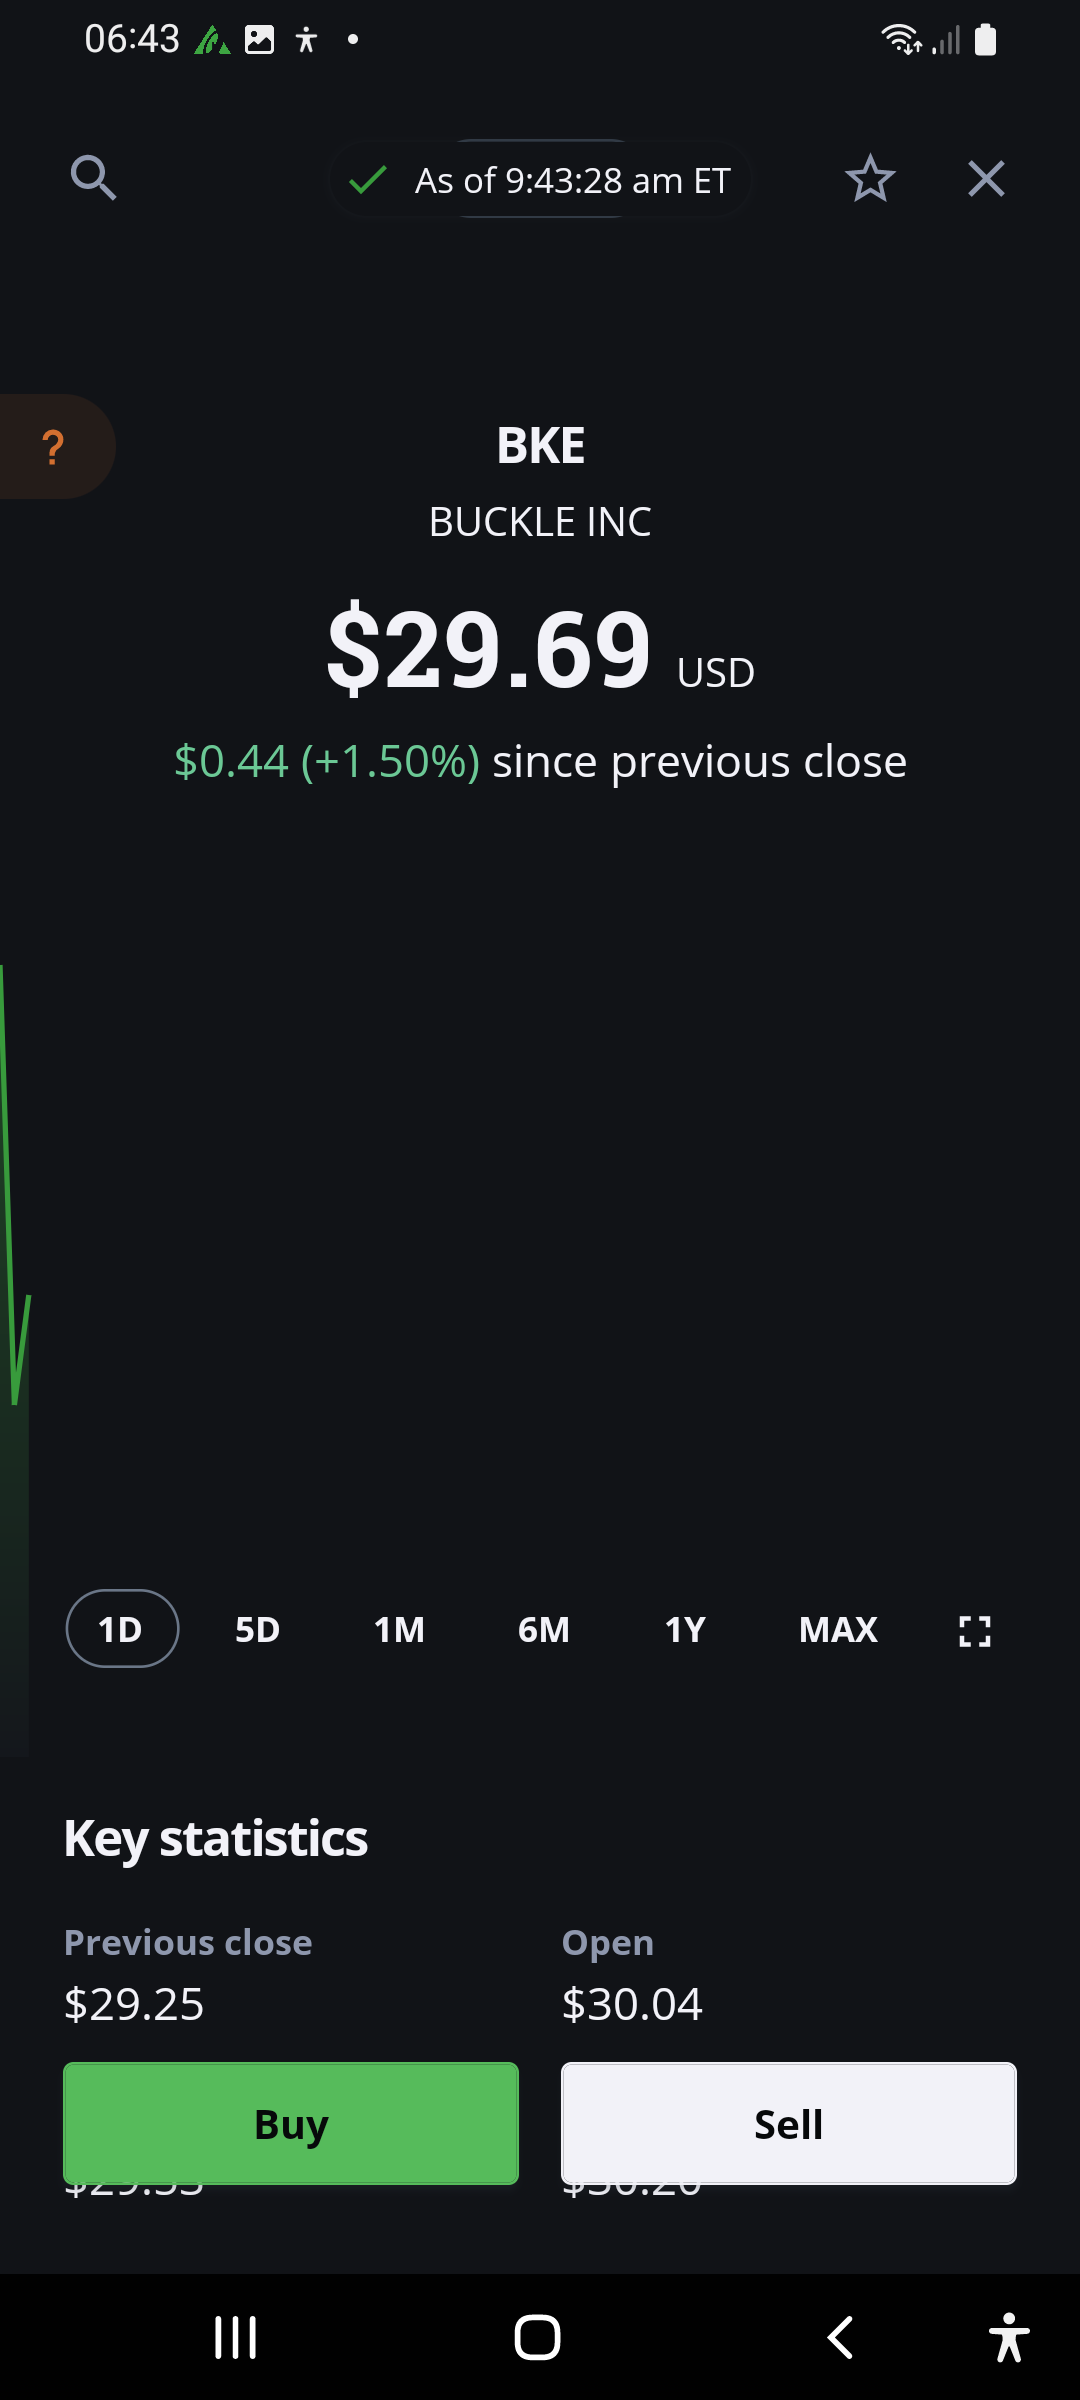 06:43
As of 9:43:28 am ET
?
BKE
BUCKLE INC
$29.69 USD
$0.44 (+1.50%) since previous close
1D 5D 1M 6M 1Y MAX
Key statistics
Previous close Open
$29.25 $30.04
Buy Sell